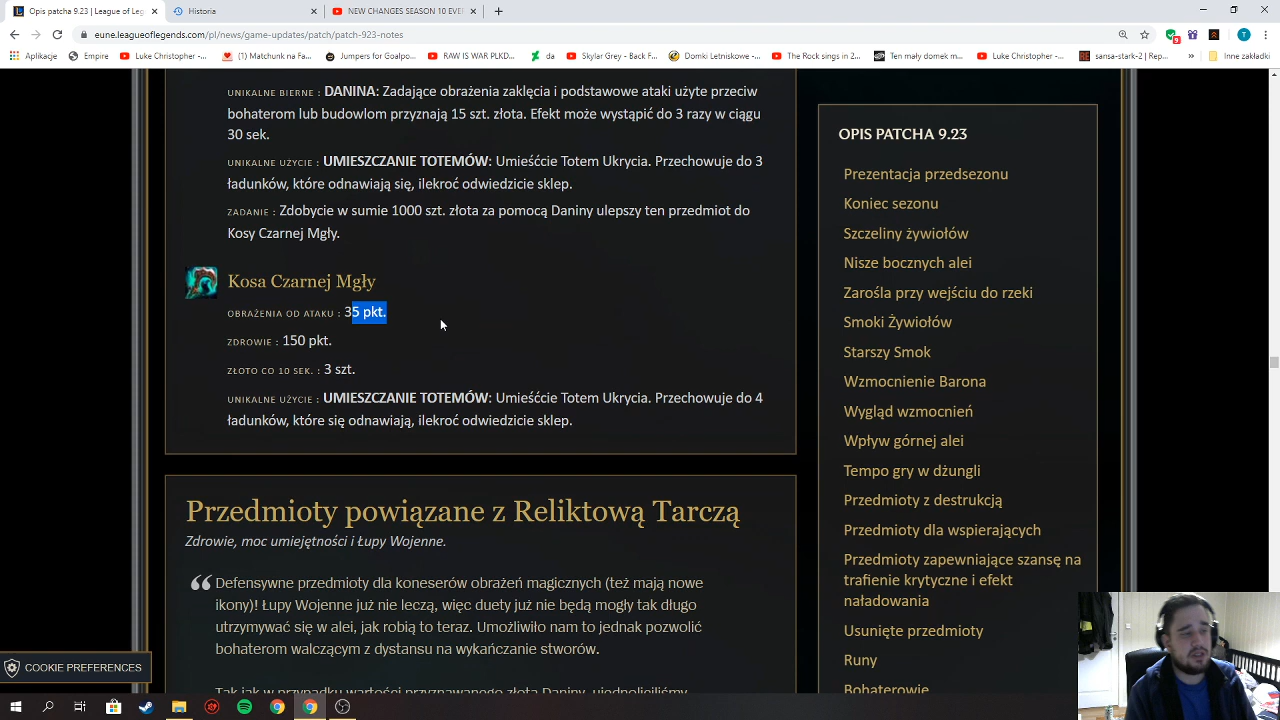 Opis patcha 9.23 | League of Leg
Historia
NEW CHANGES SEASON 10 EVE
eune.leagueoflegends.com/pl/news/game-updates/patch/patch-923-notes
9
T
Aplikacje
Empire
Luke Christopher -...
(1) Matchunk na Fa...
Jumpers for Goalpo...
RAW IS WAR PLKD...
da
Skylar Grey - Back F...
Domki Letniskowe -...
The Rock sings in 2...
Ten mały domek m...
Luke Christopher -...
sansa-stark-2 | Rep...
»
Inne zakładki
UNIKALNE BIERNE : DANINA: Zadające obrażenia zaklęcia i podstawowe ataki użyte przeciw
bohaterom lub budowlom przyznają 15 szt. złota. Efekt może wystąpić do 3 razy w ciągu
30 sek.
UNIKALNE UŻYCIE : UMIESZCZANIE TOTEMÓW: Umieśćcie Totem Ukrycia. Przechowuje do 3
ładunków, które odnawiają się, ilekroć odwiedzicie sklep.
ZADANIE : Zdobycie w sumie 1000 szt. złota za pomocą Daniny ulepszy ten przedmiot do
Kosy Czarnej Mgły.
Kosa Czarnej Mgły
OBRAŻENIA OD ATAKU : 35 pkt.
ZDROWIE : 150 pkt.
ZŁOTO CO 10 SEK. : 3 szt.
UNIKALNE UŻYCIE : UMIESZCZANIE TOTEMÓW: Umieśćcie Totem Ukrycia. Przechowuje do 4
ładunków, które się odnawiają, ilekroć odwiedzicie sklep.
Przedmioty powiązane z Reliktową Tarczą
Zdrowie, moc umiejętności i Łupy Wojenne.
“ Defensywne przedmioty dla koneserów obrażeń magicznych (też mają nowe
ikony)! Łupy Wojenne już nie leczą, więc duety już nie będą mogły tak długo
utrzymywać się w alei, jak robią to teraz. Umożliwiło nam to jednak pozwolić
bohaterom walczącym z dystansu na wykańczanie stworów.
Tak jak w przypadku wartości przyznawanego złota Daniny, ujednoliciliśmy
OPIS PATCHA 9.23
Prezentacja przedsezonu
Koniec sezonu
Szczeliny żywiołów
Nisze bocznych alei
Zarośla przy wejściu do rzeki
Smoki Żywiołów
Starszy Smok
Wzmocnienie Barona
Wygląd wzmocnień
Wpływ górnej alei
Tempo gry w dżungli
Przedmioty z destrukcją
Przedmioty dla wspierających
Przedmioty zapewniające szansę na
trafienie krytyczne i efekt
naładowania
Usunięte przedmioty
Runy
Bohaterowie
COOKIE PREFERENCES